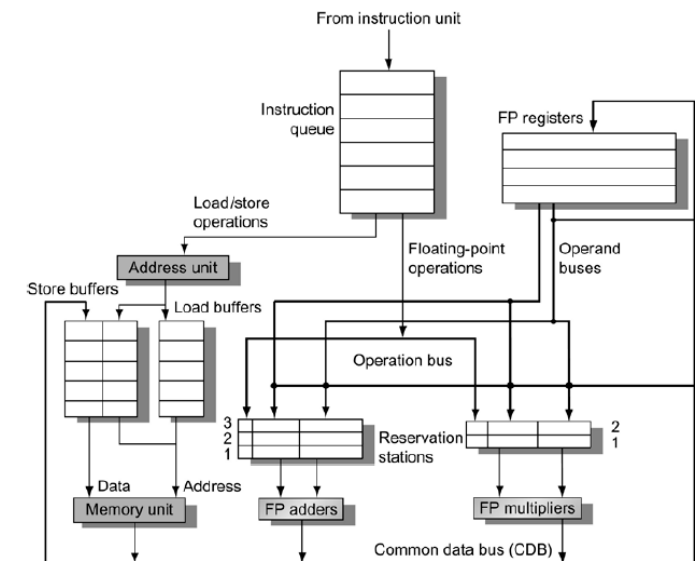 From instruction unit
Instruction
queue
FP registers
Load/store
operations
Floating-point
operations
Operand
buses
Address unit
Store buffers
Load buffers
Operation bus
3
2
1
Reservation
stations
2
1
Data
Address
Memory unit
FP adders
FP multipliers
Common data bus (CDB)